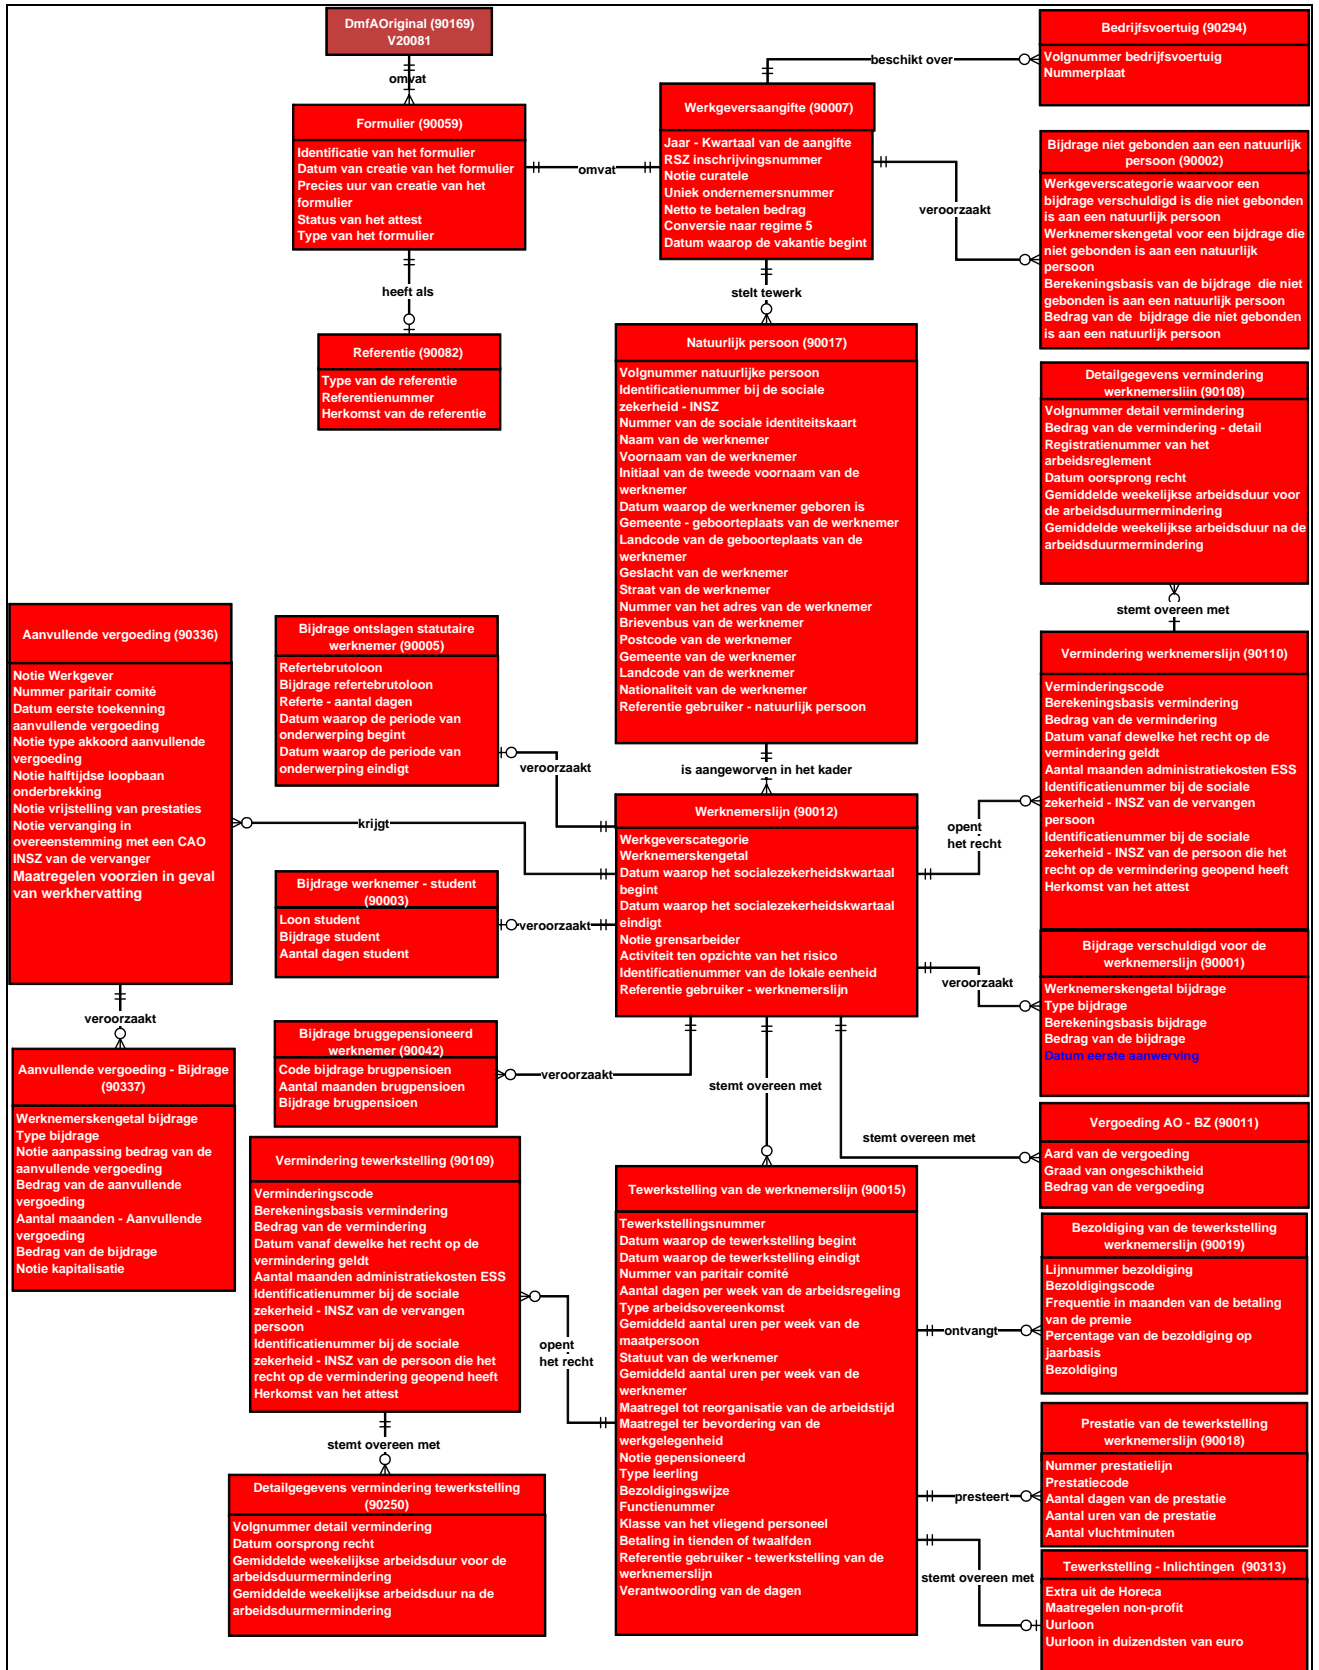 DmfAOriginal (90169)
V20081
omvat
Formulier (90059)
Identificatie van het formulier
Datum van creatie van het formulier
Precies uur van creatie van het
formulier
Status van het attest
Type van het formulier
omvat
heeft als
Referentie (90082)
Type van de referentie
Referentienummer
Herkomst van de referentie
Werkgeversaangifte (90007)
Jaar - Kwartaal van de aangifte
RSZ inschrijvingsnummer
Notie curatele
Uniek ondernemersnummer
Netto te betalen bedrag
Conversie naar regime 5
Datum waarop de vakantie begint
beschikt over
Bedrijfsvoertuig (90294)
Volgnummer bedrijfsvoertuig
Nummerplaat
veroorzaakt
Bijdrage niet gebonden aan een natuurlijk
persoon (90002)
Werkgeverscategorie waarvoor een
bijdrage verschuldigd is die niet gebonden
is aan een natuurlijk persoon
Werknemerskengetal voor een bijdrage die
niet gebonden is aan een natuurlijk
persoon
Berekeningsbasis van de bijdrage die niet
gebonden is aan een natuurlijk persoon
Bedrag van de bijdrage die niet gebonden
is aan een natuurlijk persoon
stelt tewerk
Natuurlijk persoon (90017)
Volgnummer natuurlijke persoon
Identificatienummer bij de sociale
zekerheid - INSZ
Nummer van de sociale identiteitskaart
Naam van de werknemer
Voornaam van de werknemer
Initiaal van de tweede voornaam van de
werknemer
Datum waarop de werknemer geboren is
Gemeente - geboorteplaats van de werknemer
Landcode van de geboorteplaats van de
werknemer
Geslacht van de werknemer
Straat van de werknemer
Nummer van het adres van de werknemer
Brievenbus van de werknemer
Postcode van de werknemer
Gemeente van de werknemer
Landcode van de werknemer
Nationaliteit van de werknemer
Referentie gebruiker - natuurlijk persoon
Detailgegevens vermindering
werknemerslijn (90108)
Volgnummer detail vermindering
Bedrag van de vermindering - detail
Registratienummer van het
arbeidsreglement
Datum oorsprong recht
Gemiddelde weekelijkse arbeidsduur voor
de arbeidsduurmermindering
Gemiddelde weekelijkse arbeidsduur na de
arbeidsduurmermindering
stemt overeen met
Vermindering werknemerslijn (90110)
Verminderingscode
Berekeningsbasis vermindering
Bedrag van de vermindering
Datum vanaf dewelke het recht op de
vermindering geldt
Aantal maanden administratiekosten ESS
Identificatienummer bij de sociale
zekerheid - INSZ van de vervangen
persoon
Identificatienummer bij de sociale
zekerheid - INSZ van de persoon die het
recht op de vermindering geopend heeft
Herkomst van het attest
Aanvullende vergoeding (90336)
Notie Werkgever
Nummer paritair comité
Datum eerste toekenning
aanvullende vergoeding
Notie type akkoord aanvullende
vergoeding
Notie halftijdse loopbaan
onderbrekking
Notie vrijstelling van prestaties
Notie vervanging in
overeenstemming met een CAO
INSZ van de vervanger
Maatregelen voorzien in geval
van werkhervatting
Bijdrage ontslagen statutaire
werknemer (90005)
Refertebrutoloon
Bijdrage refertebrutoloon
Referte - aantal dagen
Datum waarop de periode van
onderwerping begint
Datum waarop de periode van
onderwerping eindigt
veroorzaakt
is aangeworven in het kader
krijgt
Bijdrage werknemer - student
(90003)
Loon student
Bijdrage student
Aantal dagen student
veroorzaakt
Werknemerslijn (90012)
Werkgeverscategorie
Werknemerskengetal
Datum waarop het socialezekerheidskwartaal
begint
Datum waarop het socialezekerheidskwartaal
eindigt
Notie grensarbeider
Activiteit ten opzichte van het risico
Identificatienummer van de lokale eenheid
Referentie gebruiker - werknemerslijn
opent
het recht
veroorzaakt
Bijdrage verschuldigd voor de
werknemerslijn (90001)
Werknemerskengetal bijdrage
Type bijdrage
Berekeningsbasis bijdrage
Bedrag van de bijdrage
Datum eerste aanwerving
veroorzaakt
Aanvullende vergoeding - Bijdrage
(90337)
Werknemerskengetal bijdrage
Type bijdrage
Notie aanpassing bedrag van de
aanvullende vergoeding
Bedrag van de aanvullende
vergoeding
Aantal maanden - Aanvullende
vergoeding
Bedrag van de bijdrage
Notie kapitalisatie
Bijdrage bruggepensioneerd
werknemer (90042)
Code bijdrage brugpensioen
Aantal maanden brugpensioen
Bijdrage brugpensioen
veroorzaakt
stemt overeen met
stemt overeen met
Vergoeding AO - BZ (90011)
Aard van de vergoeding
Graad van ongeschiktheid
Bedrag van de vergoeding
Vermindering tewerkstelling (90109)
Verminderingscode
Berekeningsbasis vermindering
Bedrag van de vermindering
Datum vanaf dewelke het recht op de
vermindering geldt
Aantal maanden administratiekosten ESS
Identificatienummer bij de sociale
zekerheid - INSZ van de vervangen
persoon
Identificatienummer bij de sociale
zekerheid - INSZ van de persoon die het
recht op de vermindering geopend heeft
Herkomst van het attest
opent
het recht
stemt overeen met
Detailgegevens vermindering tewerkstelling
(90250)
Volgnummer detail vermindering
Datum oorsprong recht
Gemiddelde weekelijkse arbeidsduur voor de
arbeidsduurmermindering
Gemiddelde weekelijkse arbeidsduur na de
arbeidsduurmermindering
Tewerkstelling van de werknemerslijn (90015)
Tewerkstellingsnummer
Datum waarop de tewerkstelling begint
Datum waarop de tewerkstelling eindigt
Nummer van paritair comité
Aantal dagen per week van de arbeidsregeling
Type arbeidsovereenkomst
Gemiddeld aantal uren per week van de
maatpersoon
Statuut van de werknemer
Gemiddeld aantal uren per week van de
werknemer
Maatregel tot reorganisatie van de arbeidstijd
Maatregel ter bevordering van de
werkgelegenheid
Notie gepensioneerd
Type leerling
Bezoldigingswijze
Functienummer
Klasse van het vliegend personeel
Betaling in tienden of twaalfden
Referentie gebruiker - tewerkstelling van de
werknemerslijn
Verantwoording van de dagen
ontvangt
Bezoldiging van de tewerkstelling
werknemerslijn (90019)
Lijnnummer bezoldiging
Bezoldigingscode
Frequentie in maanden van de betaling
van de premie
Percentage van de bezoldiging op
jaarbasis
Bezoldiging
presteert
Prestatie van de tewerkstelling
werknemerslijn (90018)
Nummer prestatielijn
Prestatiecode
Aantal dagen van de prestatie
Aantal uren van de prestatie
Aantal vluchtminuten
stemt overeen met
Tewerkstelling - Inlichtingen (90313)
Extra uit de Horeca
Maatregelen non-profit
Uurloon
Uurloon in duizendsten van euro